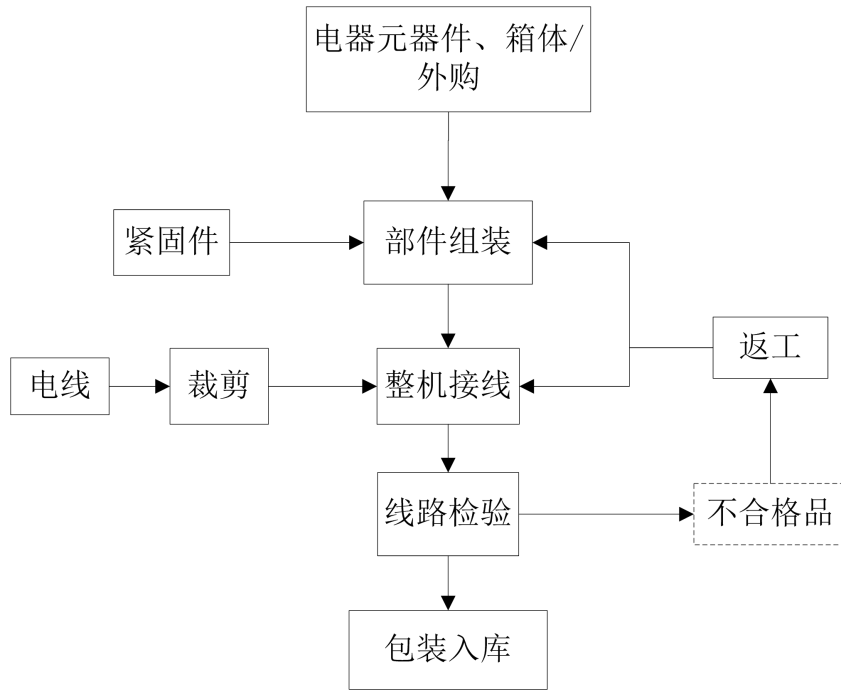 电器元器件、箱体/
外购
紧固件
部件组装
返工
电线
裁剪
整机接线
线路检验
不合格品
包装入库